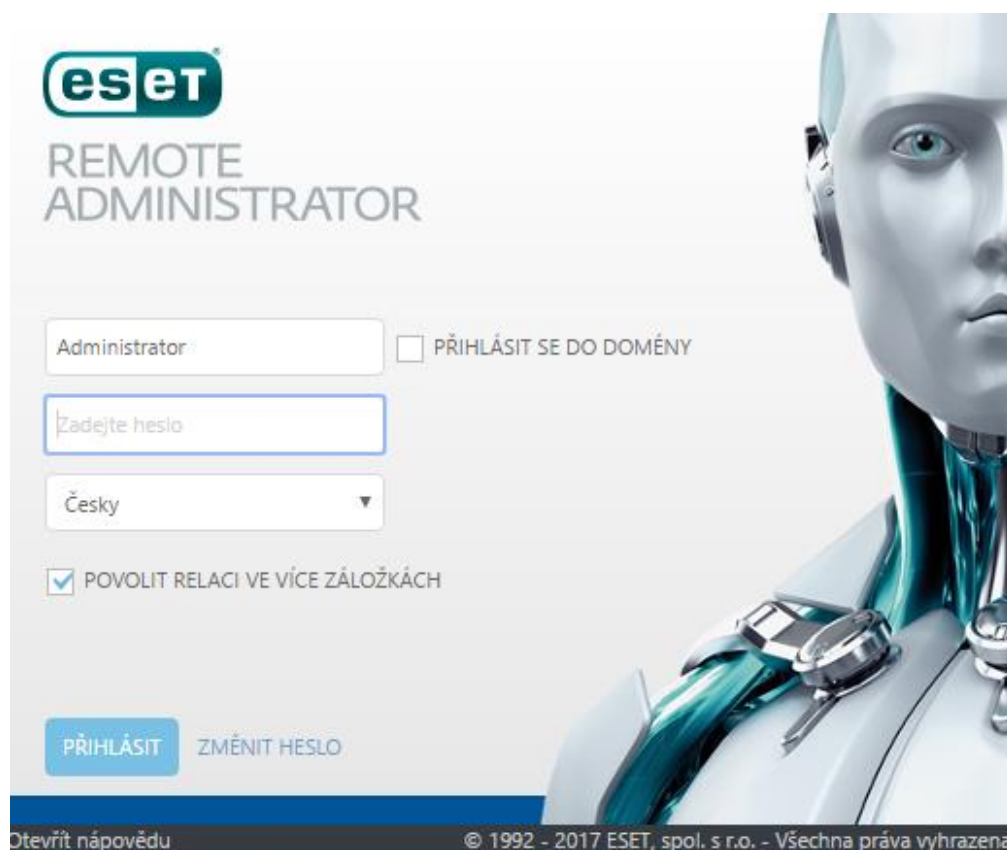 eset
REMOTE
ADMINISTRATOR
Administrator
PŘIHLÁSIT SE DO DOMÉNY
Zadejte heslo
Česky
POVOLIT RELACI VE VÍCE ZÁLOŽKÁCH
PŘIHLÁSIT ZMĚNIT HESLO
Otevřít nápovědu © 1992 - 2017 ESET, spol. s r.o. - Všechna práva vyhrazena